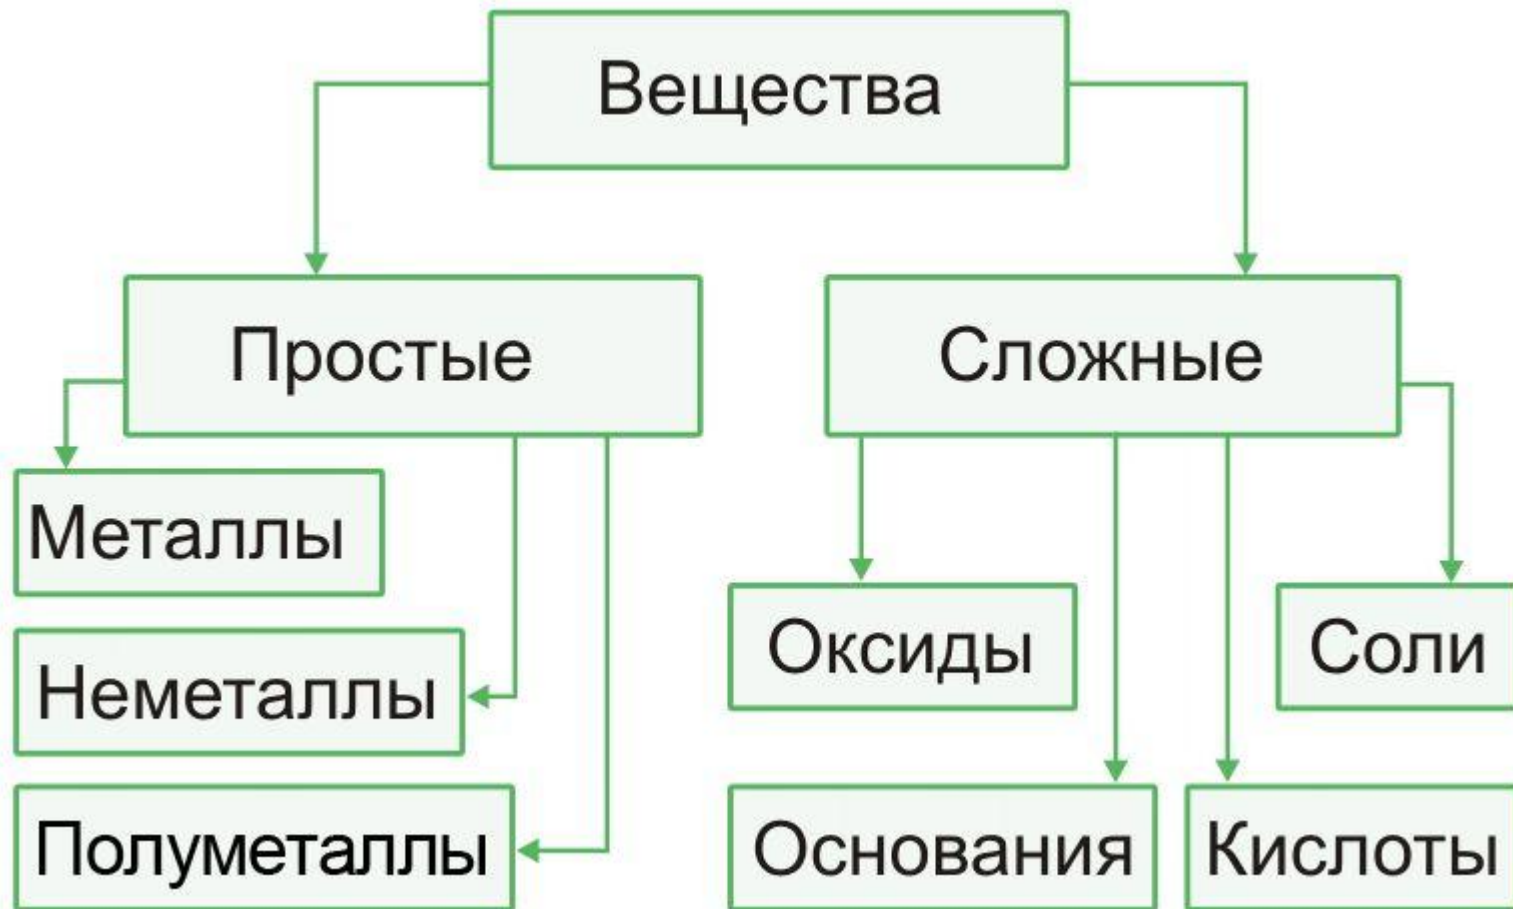 Вещества
Простые
Сложные
Металлы
Неметаллы
Полуметаллы
Оксиды
Соли
Основания
Кислоты